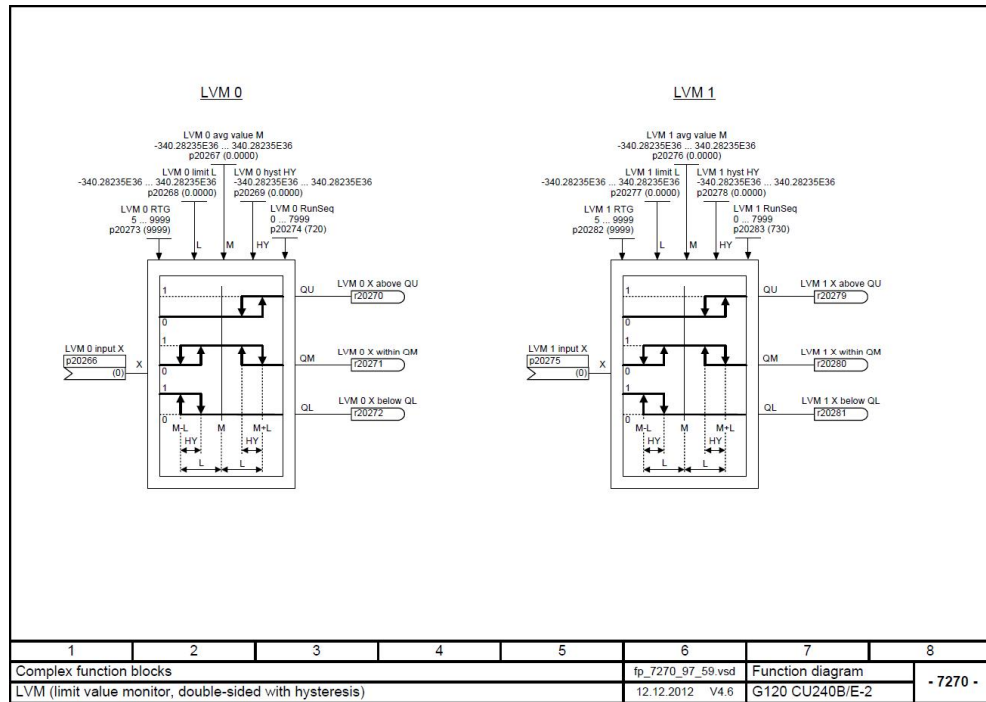 LVM 0
LVM 0 avg value M
-340.28235E36 ... 340.28235E36
p20267 (0.0000)
LVM 0 limit L
-340.28235E36 ... 340.28235E36
p20268 (0.0000)
LVM 0 hyst HY
-340.28235E36 ... 340.28235E36
p20269 (0.0000)
LVM 0 RTG
5 ... 9999
p20273 (9999)
LVM 0 RunSeq
0 ... 7999
p20274 (720)
L
M
HY
LVM 0 input X
p20266
(0)
X
1
0
1
0
1
0
M-L
M
M+L
HY
HY
L
L
QU
LVM 0 X above QU
r20270
QM
LVM 0 X within QM
r20271
QL
LVM 0 X below QL
r20272
LVM 1
LVM 1 avg value M
-340.28235E36 ... 340.28235E36
p20276 (0.0000)
LVM 1 limit L
-340.28235E36 ... 340.28235E36
p20277 (0.0000)
LVM 1 hyst HY
-340.28235E36 ... 340.28235E36
p20278 (0.0000)
LVM 1 RTG
5 ... 9999
p20282 (9999)
LVM 1 RunSeq
0 ... 7999
p20283 (730)
L
M
HY
LVM 1 input X
p20275
(0)
X
1
0
1
0
1
0
M-L
M
M+L
HY
HY
L
L
QU
LVM 1 X above QU
r20279
QM
LVM 1 X within QM
r20280
QL
LVM 1 X below QL
r20281
1 2 3 4 5 6 7 8
Complex function blocks
fp_7270_97_59.vsd
Function diagram
- 7270 -
LVM (limit value monitor, double-sided with hysteresis)
12.12.2012 V4.6
G120 CU240B/E-2